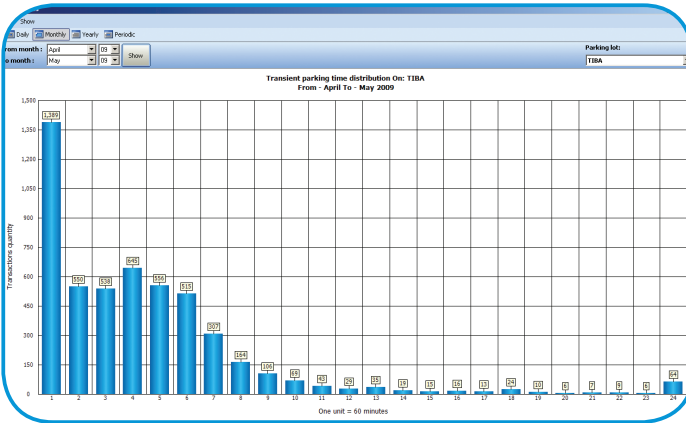 Show
Daily Monthly Yearly Periodic
rom month : April 09 Show Parking lot:
o month : May 09 TIBA
Transient parking time distribution On: TIBA
From - April To - May 2009
Transactions quantity
1,500
1,350
1,200
1,050
900
750
600
450
300
150
0
1,389 550 538 645 556 515 307 164 106 69 43 29 35 19 15 16 13 24 10 7 64
1 2 3 4 5 6 7 8 9 10 11 12 13 14 15 16 17 18 19 20 21 22 23 24
One unit = 60 minutes